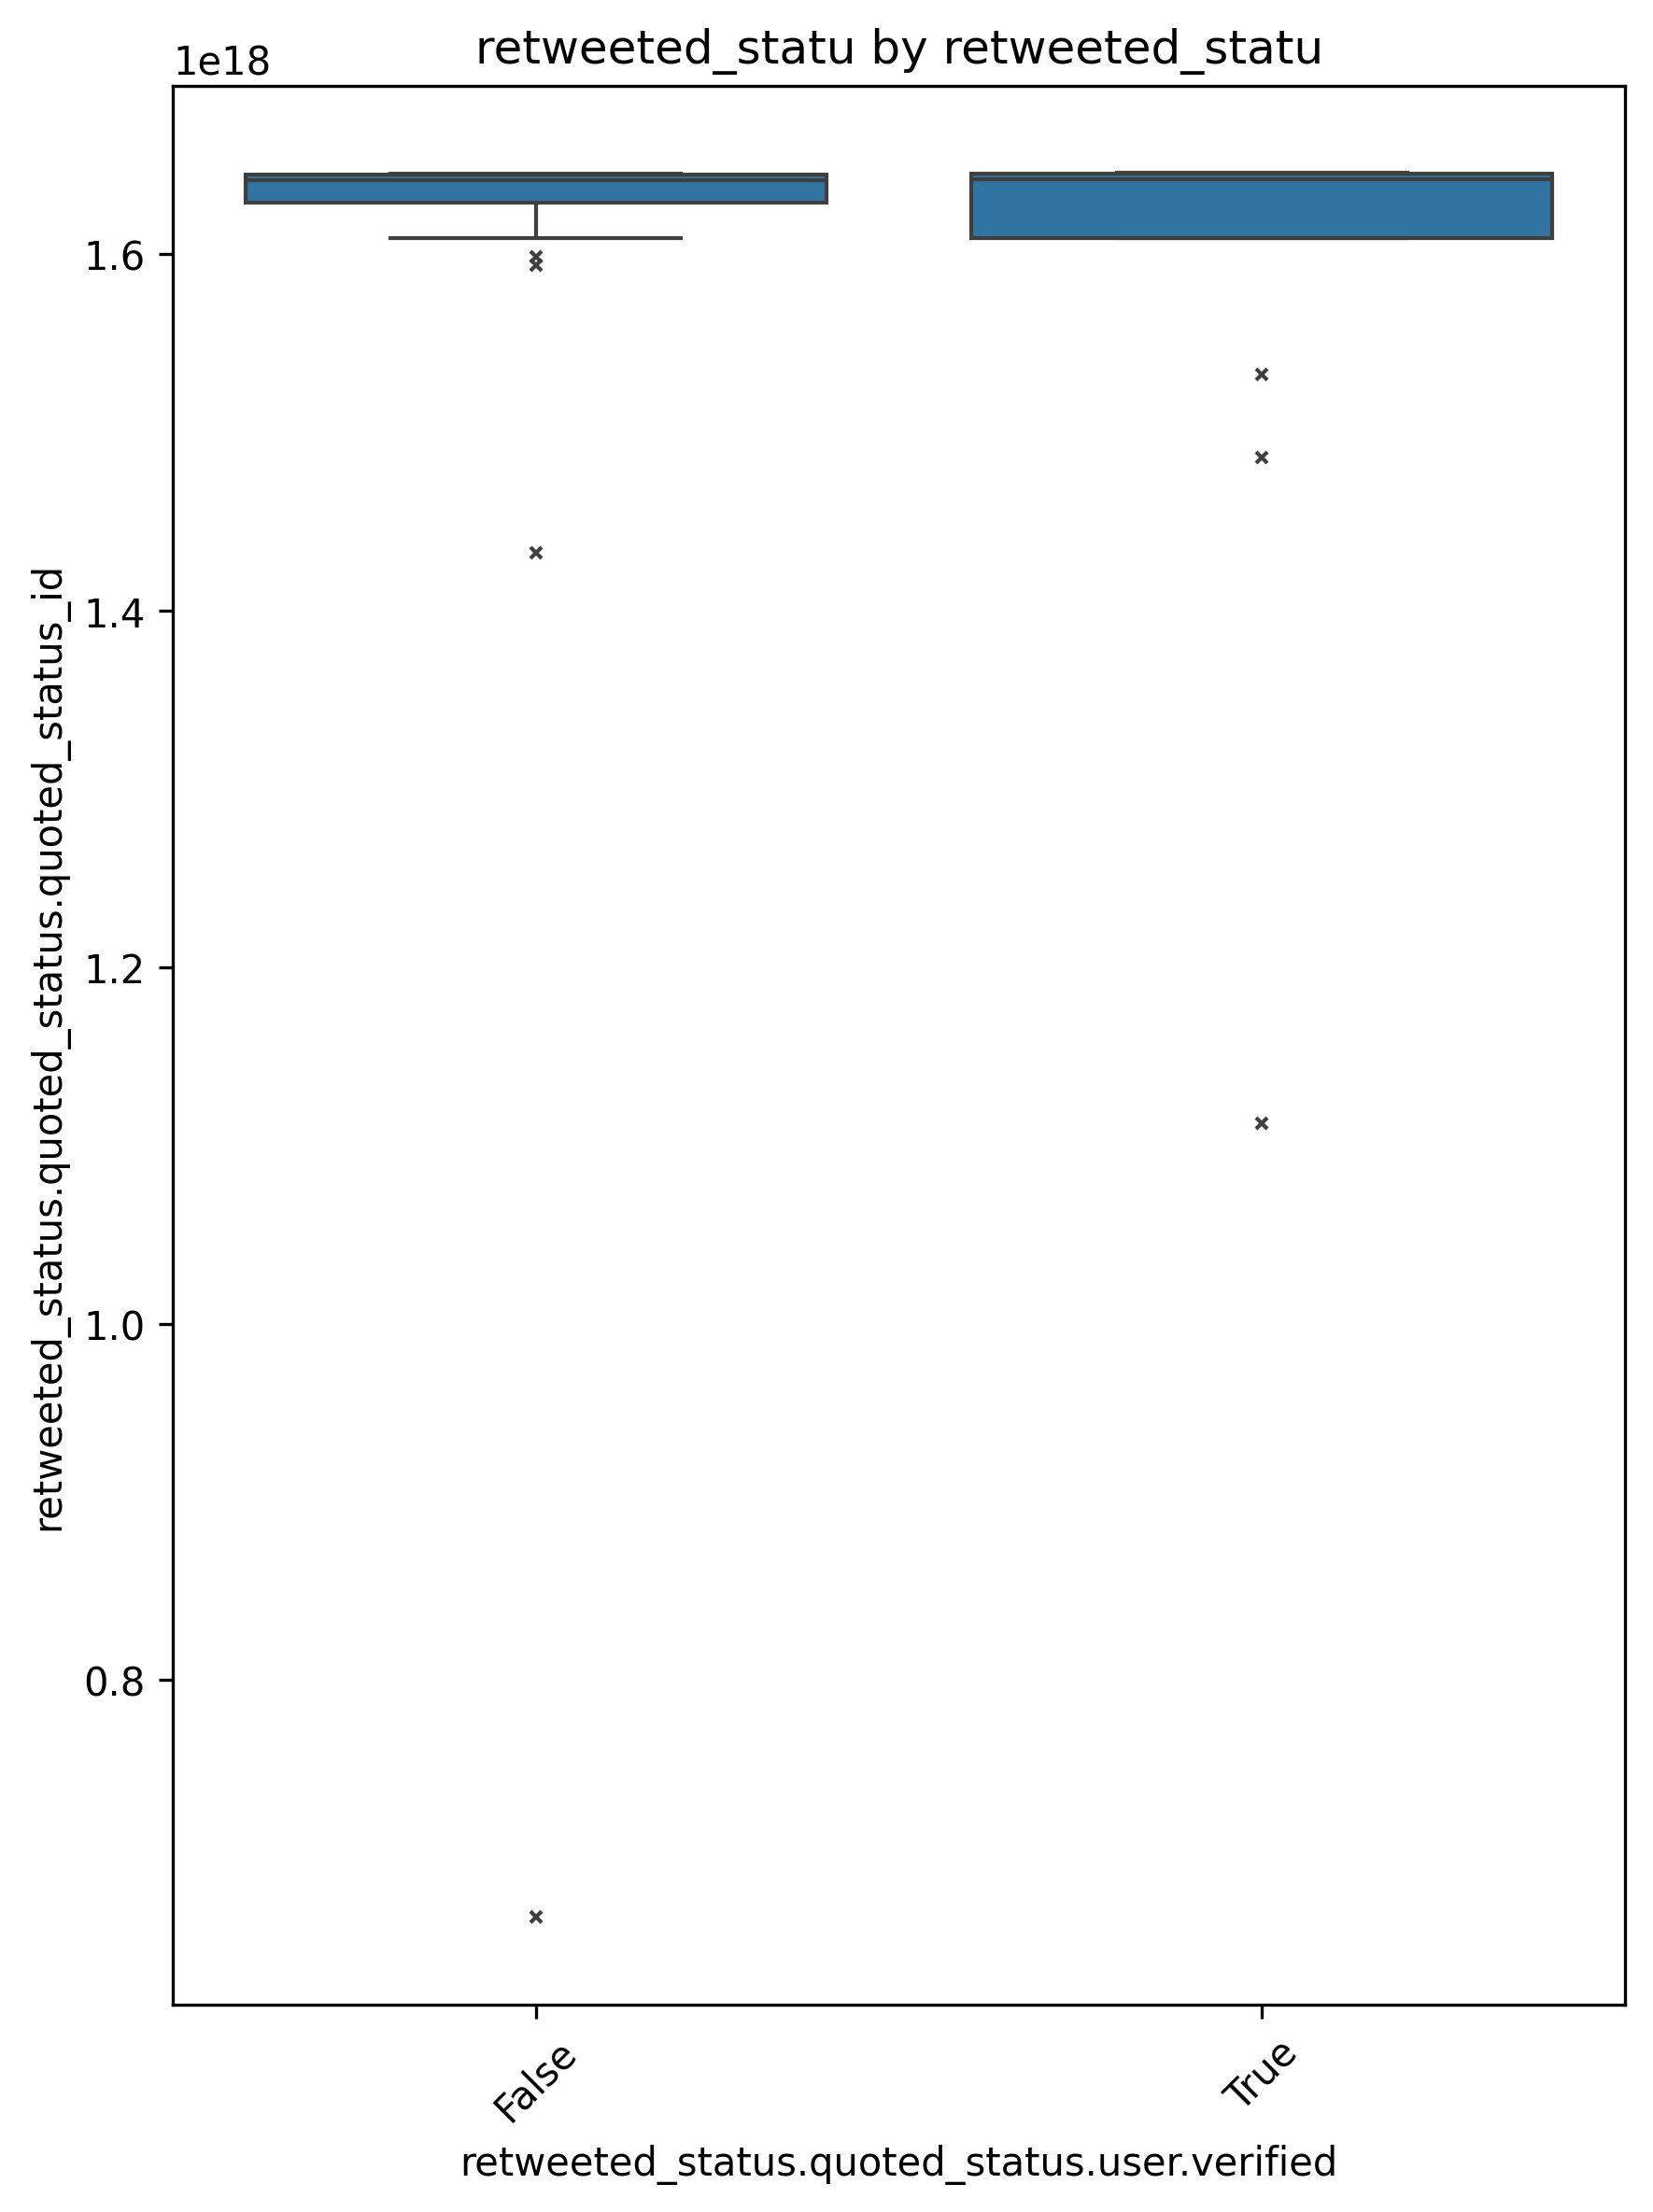 retweeted_statu by retweeted_statu
1e18
1.6
1.4
1.2
1.0
0.8
retweeted_status.quoted_status.quoted_status_id
False
True
retweeted_status.quoted_status.user.verified